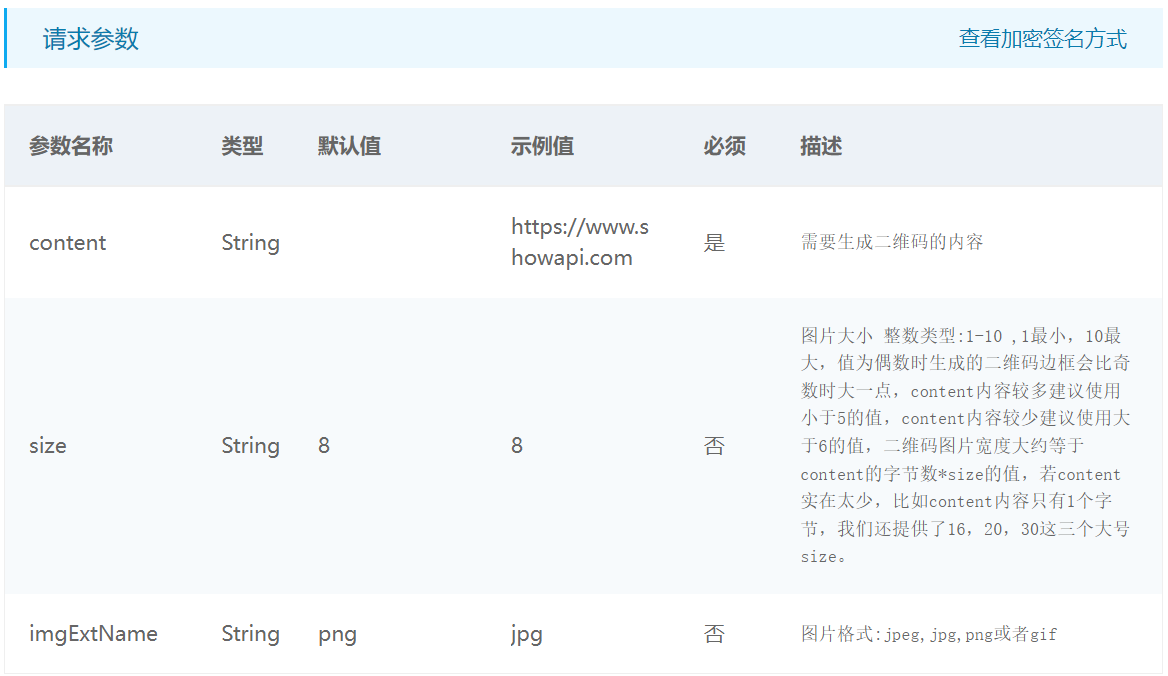 请求参数 查看加密签名方式
参数名称 类型 默认值 示例值 必须 描述
content String https://www.s
howapi.com 是 需要生成二维码的内容
size String 8 8 否 图片大小 整数类型:1-10 ,1最小，10最
大，值为偶数时生成的二维码边框会比奇
数时大一点，content内容较多建议使用
小于5的值，content内容较少建议使用大
于6的值，二维码图片宽度大约等于
content的字节数*size的值，若content
实在太少，比如content内容只有1个字
节，我们还提供了16，20，30这三个大号
size。
imgExtName String png jpg 否 图片格式:jpeg,jpg,png或者gif